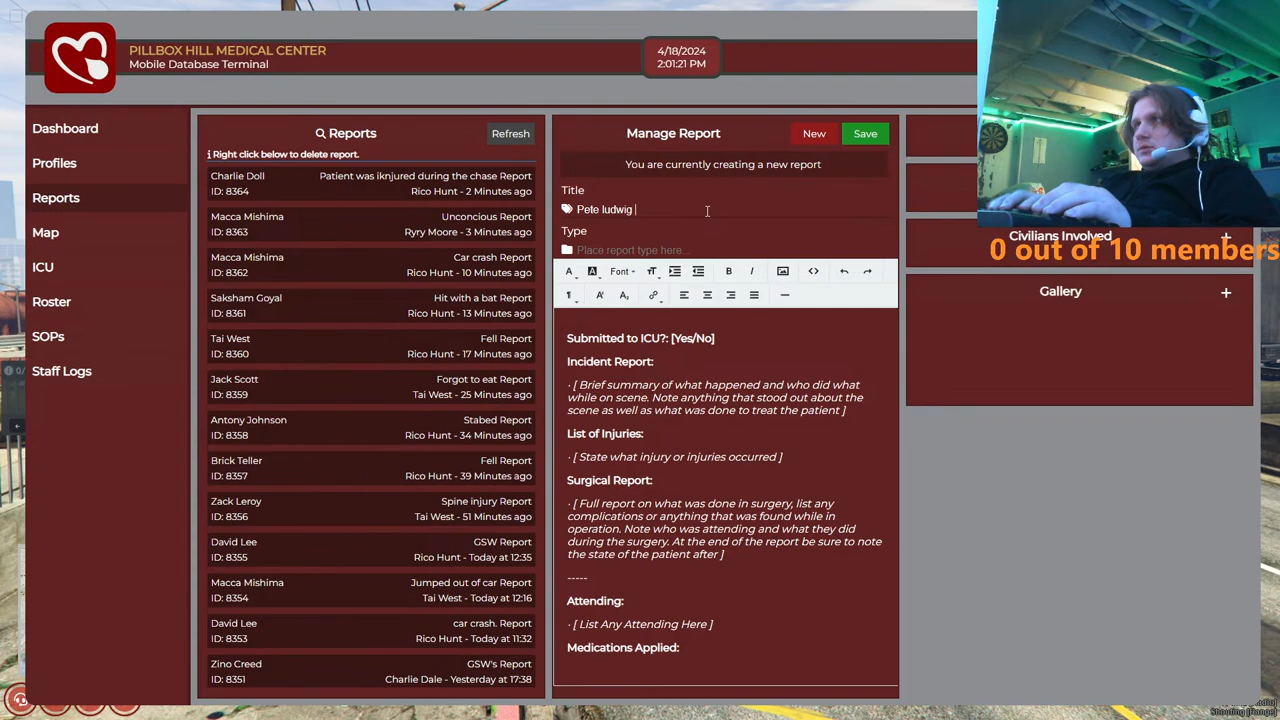 PILLBOX HILL MEDICAL CENTER
Mobile Database Terminal
4/18/2024
2:01:21 PM
Dashboard
Profiles
Reports
Map
ICU
Roster
SOPs
Staff Logs
Reports
Refresh
Right click below to delete report.
Charlie Doll Patient was iknjured during the chase Report
ID: 8364 Rico Hunt - 2 Minutes ago
Macca Mishima Unconcious Report
ID: 8363 Ryry Moore - 3 Minutes ago
Macca Mishima Car crash Report
ID: 8362 Rico Hunt - 10 Minutes ago
Saksham Goyal Hit with a bat Report
ID: 8361 Rico Hunt - 13 Minutes ago
Tai West Fell Report
ID: 8360 Rico Hunt - 17 Minutes ago
Jack Scott Forgot to eat Report
ID: 8359 Tai West - 25 Minutes ago
Antony Johnson Stabed Report
ID: 8358 Rico Hunt - 34 Minutes ago
Brick Teller Fell Report
ID: 8357 Rico Hunt - 39 Minutes ago
Zack Leroy Spine injury Report
ID: 8356 Tai West - 51 Minutes ago
David Lee GSW Report
ID: 8355 Rico Hunt - Today at 12:35
Macca Mishima Jumped out of car Report
ID: 8354 Tai West - Today at 12:16
David Lee car crash. Report
ID: 8353 Rico Hunt - Today at 11:32
Zino Creed GSW's Report
ID: 8351 Charlie Dale - Yesterday at 17:38
Manage Report
New
Save
You are currently creating a new report
Title
Pete ludwig
Type
Place report type here...
Font
Submitted to ICU?: [Yes/No]
Incident Report:
· [ Brief summary of what happened and who did what
while on scene. Note anything that stood out about the
scene as well as what was done to treat the patient ]
List of Injuries:
· [ State what injury or injuries occurred ]
Surgical Report:
· [ Full report on what was done in surgery, list any
complications or anything that was found while in
operation. Note who was attending and what they did
during the surgery. At the end of the report be sure to note
the state of the patient after ]
-----
Attending:
· [ List Any Attending Here ]
Medications Applied:
Civilians Involved
0 out of 10 members
Gallery